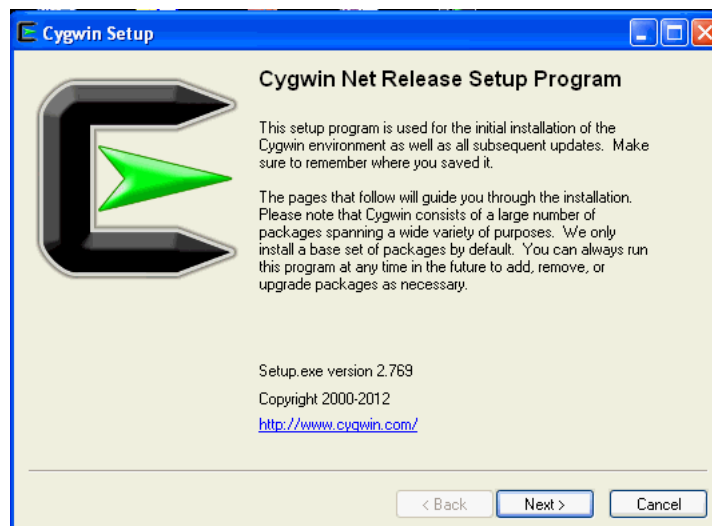 Cygwin Setup
Cygwin Net Release Setup Program
This setup program is used for the initial installation of the
Cygwin environment as well as all subsequent updates.  Make
sure to remember where you saved it.
The pages that follow will guide you through the installation.
Please note that Cygwin consists of a large number of
packages spanning a wide variety of purposes.  We only
install a base set of packages by default.  You can always run
this program at any time in the future to add, remove, or
upgrade packages as necessary.
Setup.exe version 2.769
Copyright 2000-2012
http://www.cygwin.com/
< Back
Next >
Cancel